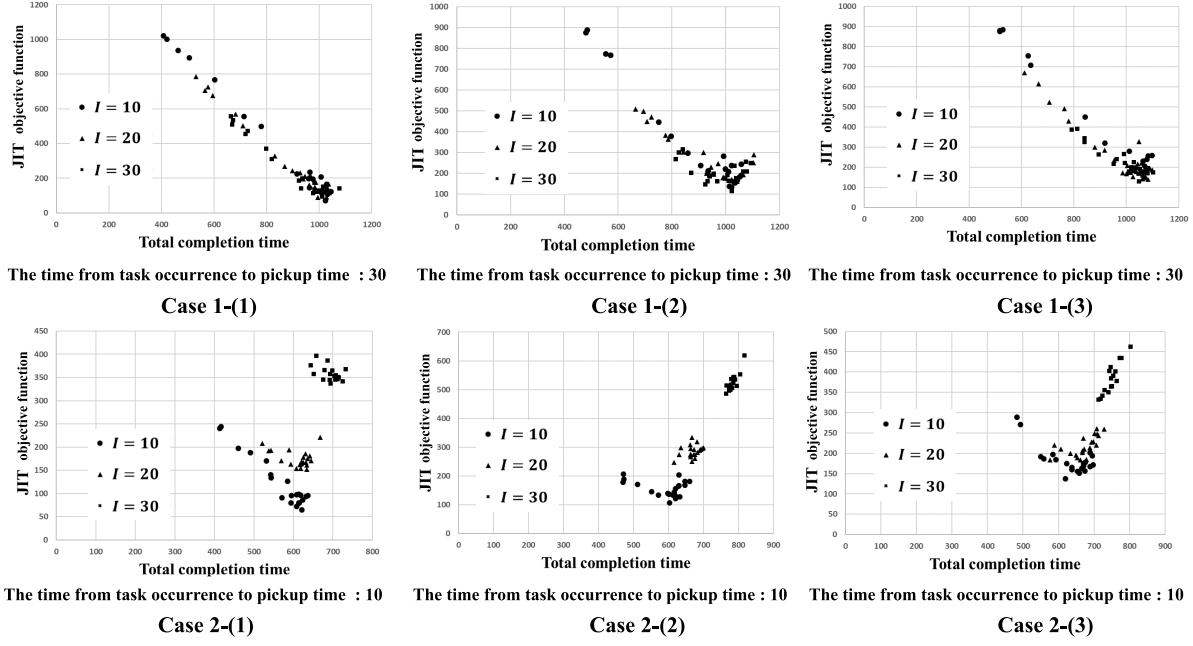 1200
1000
800
600
400
200
0
0
200
400
600
800
1000
1200
JIT objective function
I = 10
I = 20
I = 30
Total completion time
The time from task occurrence to pickup time : 30
Case 1-(1)
1000
900
800
700
600
500
400
300
200
100
0
0
200
400
600
800
1000
1200
JIT objective function
I = 10
I = 20
I = 30
Total completion time
The time from task occurrence to pickup time : 30
Case 1-(2)
1000
900
800
700
600
500
400
300
200
100
0
0
200
400
600
800
1000
1200
JIT objective function
I = 10
I = 20
I = 30
Total completion time
The time from task occurrence to pickup time : 30
Case 1-(3)
450
400
350
300
250
200
150
100
50
0
0
100
200
300
400
500
600
700
800
JIT objective function
I = 10
I = 20
I = 30
Total completion time
The time from task occurrence to pickup time : 10
Case 2-(1)
700
600
500
400
300
200
100
0
0
100
200
300
400
500
600
700
800
900
JIT objective function
I = 10
I = 20
I = 30
Total completion time
The time from task occurrence to pickup time : 10
Case 2-(2)
500
450
400
350
300
250
200
150
100
50
0
0
100
200
300
400
500
600
700
800
900
JIT objective function
I = 10
I = 20
I = 30
Total completion time
The time from task occurrence to pickup time : 10
Case 2-(3)